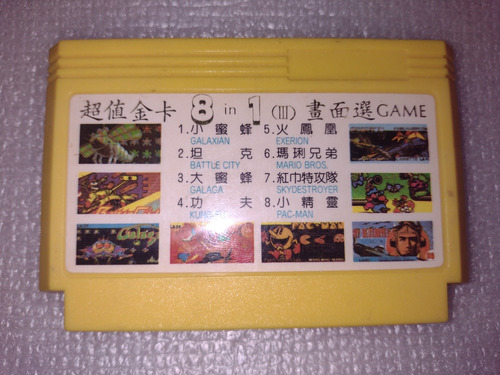 超值金卡 8 in 1 (III) 畫面選GAME
1.小蜜蜂 5.火鳳凰
GALAXIAN EXERION
2.坦克 6.瑪琍兄弟
BATTLE CITY MARIO BROS.
3.大蜜蜂 7.紅巾特攻隊
GALAGA SKYDESTROYER
4.功夫 8.小精靈
KUNG FU PAC-MAN